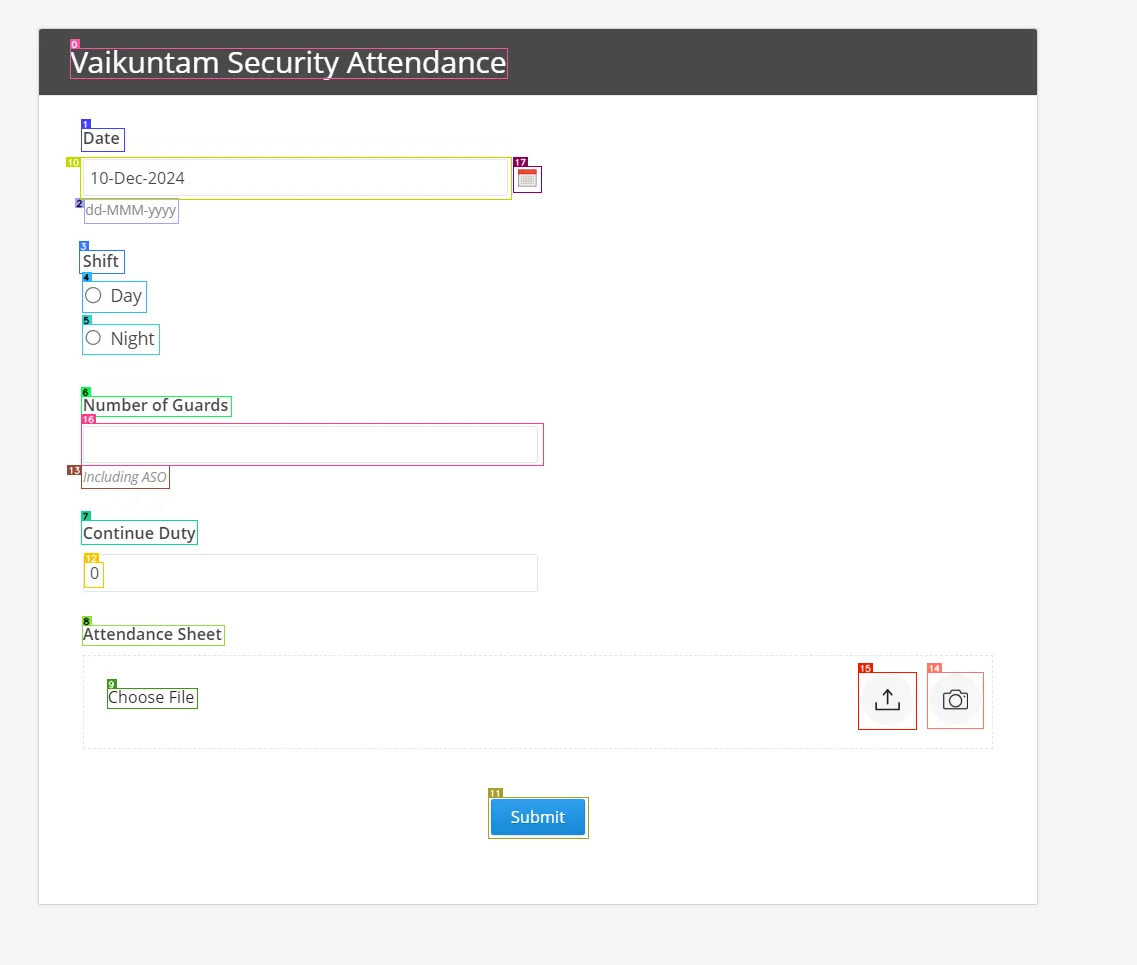 0
Vaikuntam Security Attendance
1
Date
10
10-Dec-2024
17
2
dd-MMM-yyyy
3
Shift
4
Day
5
Night
6
Number of Guards
16
13
Including ASO
7
Continue Duty
12
0
8
Attendance Sheet
9
Choose File
15
14
11
Submit